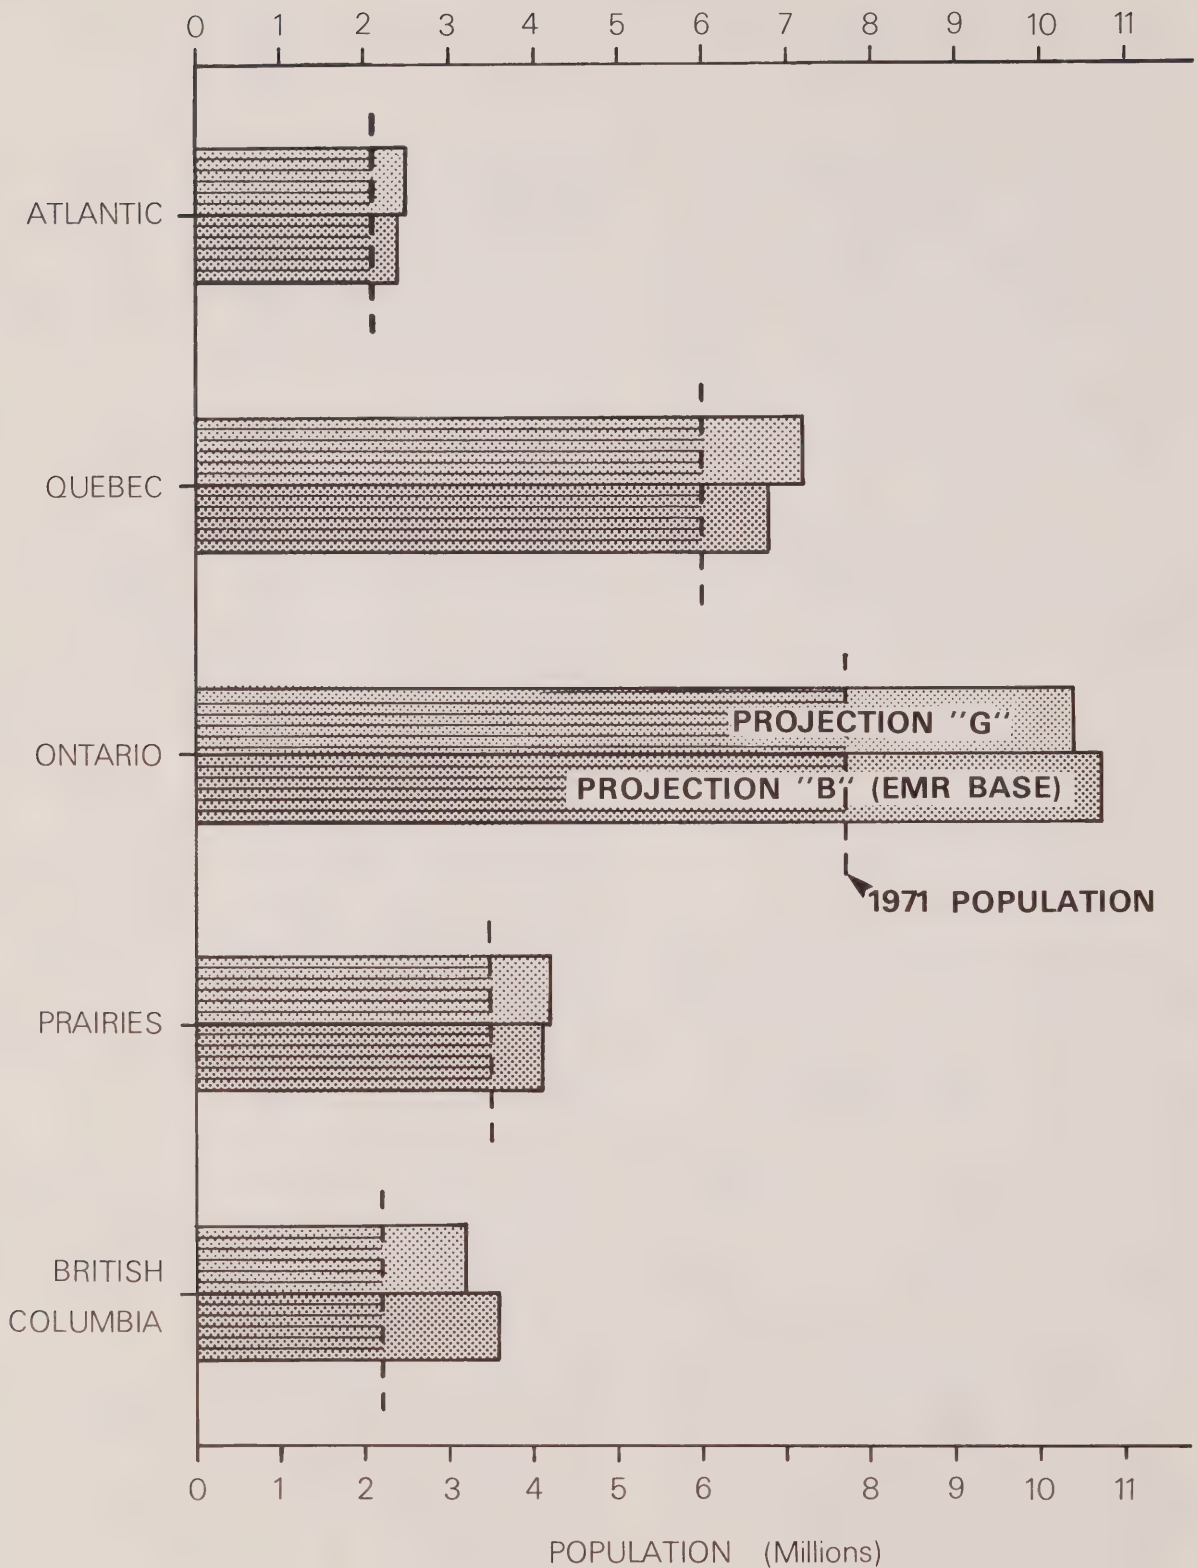 0 1 2 3 4 5 6 7 8 9 10 11
ATLANTIC
QUEBEC
ONTARIO
PROJECTION "G"
PROJECTION "B" (EMR BASE)
1971 POPULATION
PRAIRIES
BRITISH
COLUMBIA
0 1 2 3 4 5 6 8 9 10 11
POPULATION (Millions)